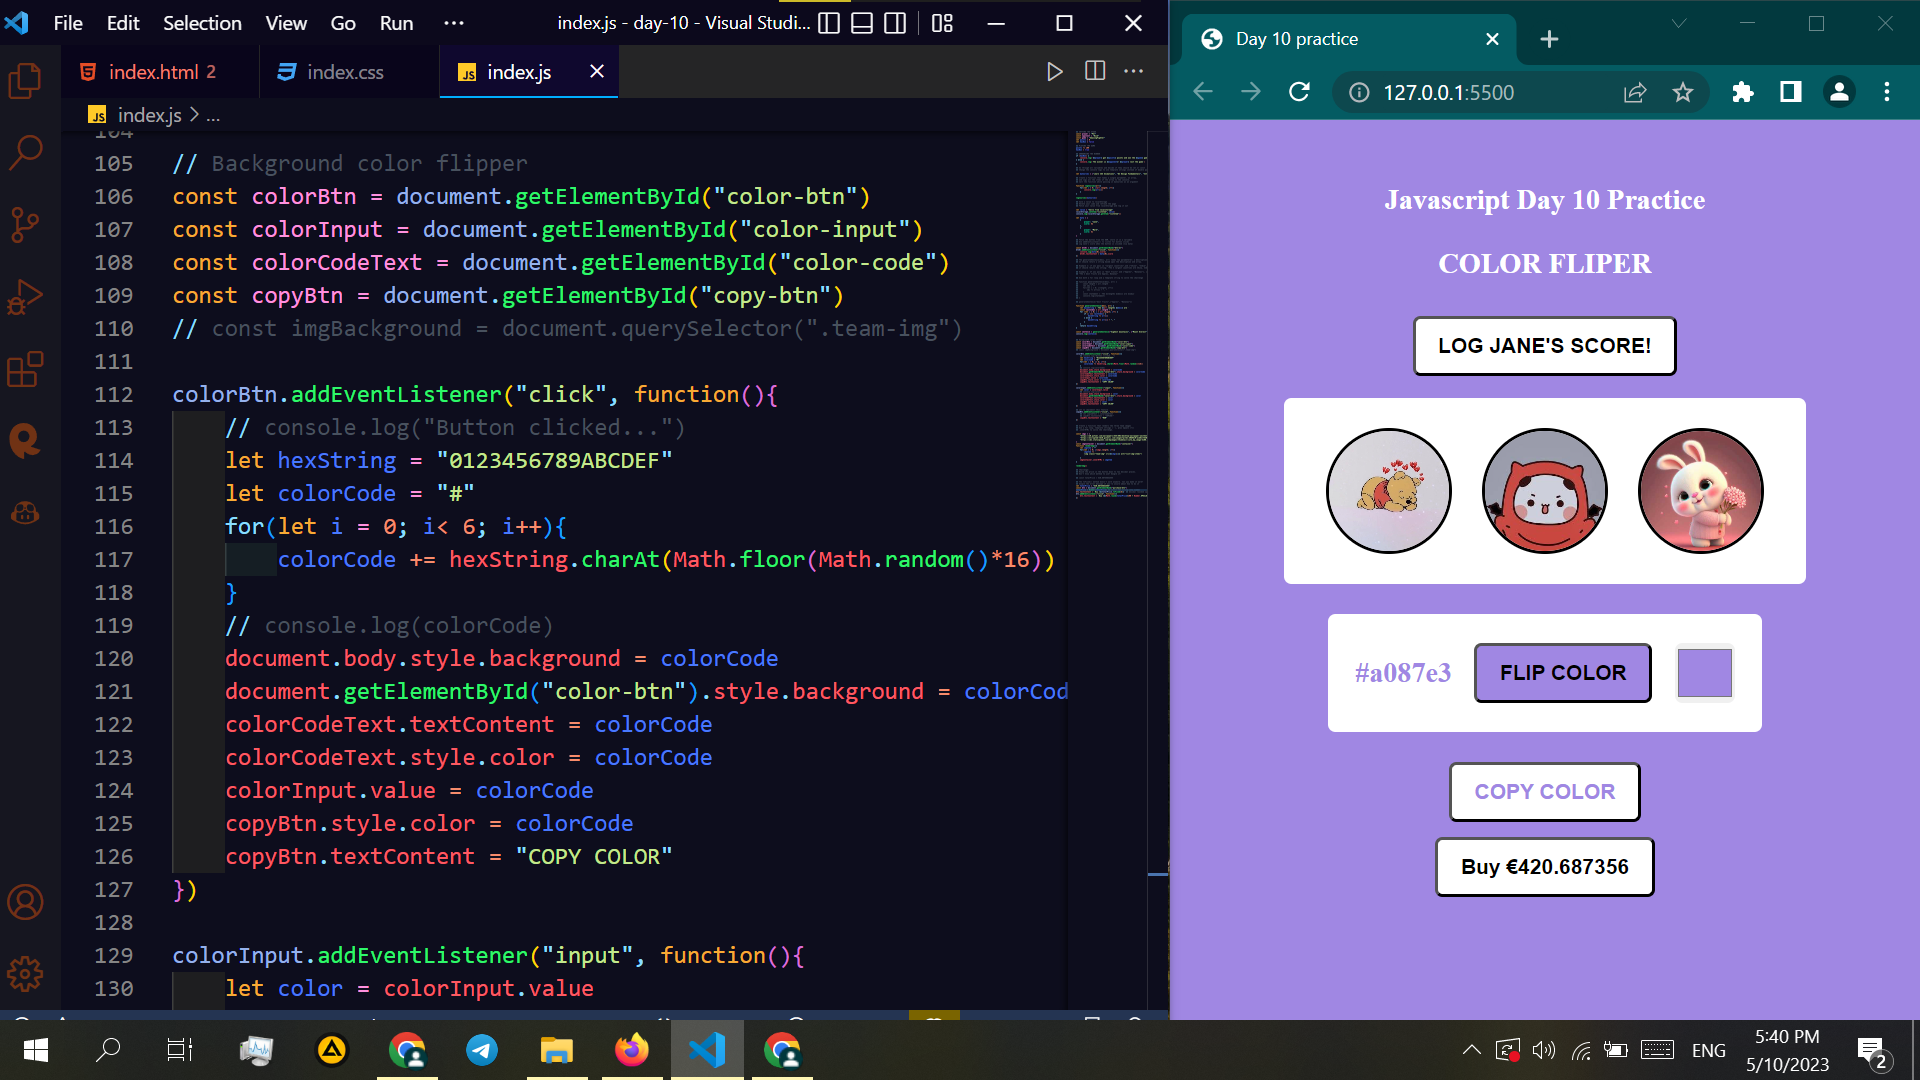 File Edit Selection View Go Run ··· index.js - day-10 - Visual Studi...
index.html 2 index.css index.js
index.js > ...
104
105 // Background color flipper
106 const colorBtn = document.getElementById("color-btn")
107 const colorInput = document.getElementById("color-input")
108 const colorCodeText = document.getElementById("color-code")
109 const copyBtn = document.getElementById("copy-btn")
110 // const imgBackground = document.querySelector(".team-img")
111
112 colorBtn.addEventListener("click", function(){
113 // console.log("Button clicked...")
114 let hexString = "0123456789ABCDEF"
115 let colorCode = "#"
116 for(let i = 0; i< 6; i++){
117 colorCode += hexString.charAt(Math.floor(Math.random()*16))
118 }
119 // console.log(colorCode)
120 document.body.style.background = colorCode
121 document.getElementById("color-btn").style.background = colorCod
122 colorCodeText.textContent = colorCode
123 colorCodeText.style.color = colorCode
124 colorInput.value = colorCode
125 copyBtn.style.color = colorCode
126 copyBtn.textContent = "COPY COLOR"
127 })
128
129 colorInput.addEventListener("input", function(){
130 let color = colorInput.value
Day 10 practice
127.0.0.1:5500
Javascript Day 10 Practice
COLOR FLIPER
LOG JANE'S SCORE!
#a087e3 FLIP COLOR
COPY COLOR
Buy €420.687356
ENG
5:40 PM
5/10/2023
2